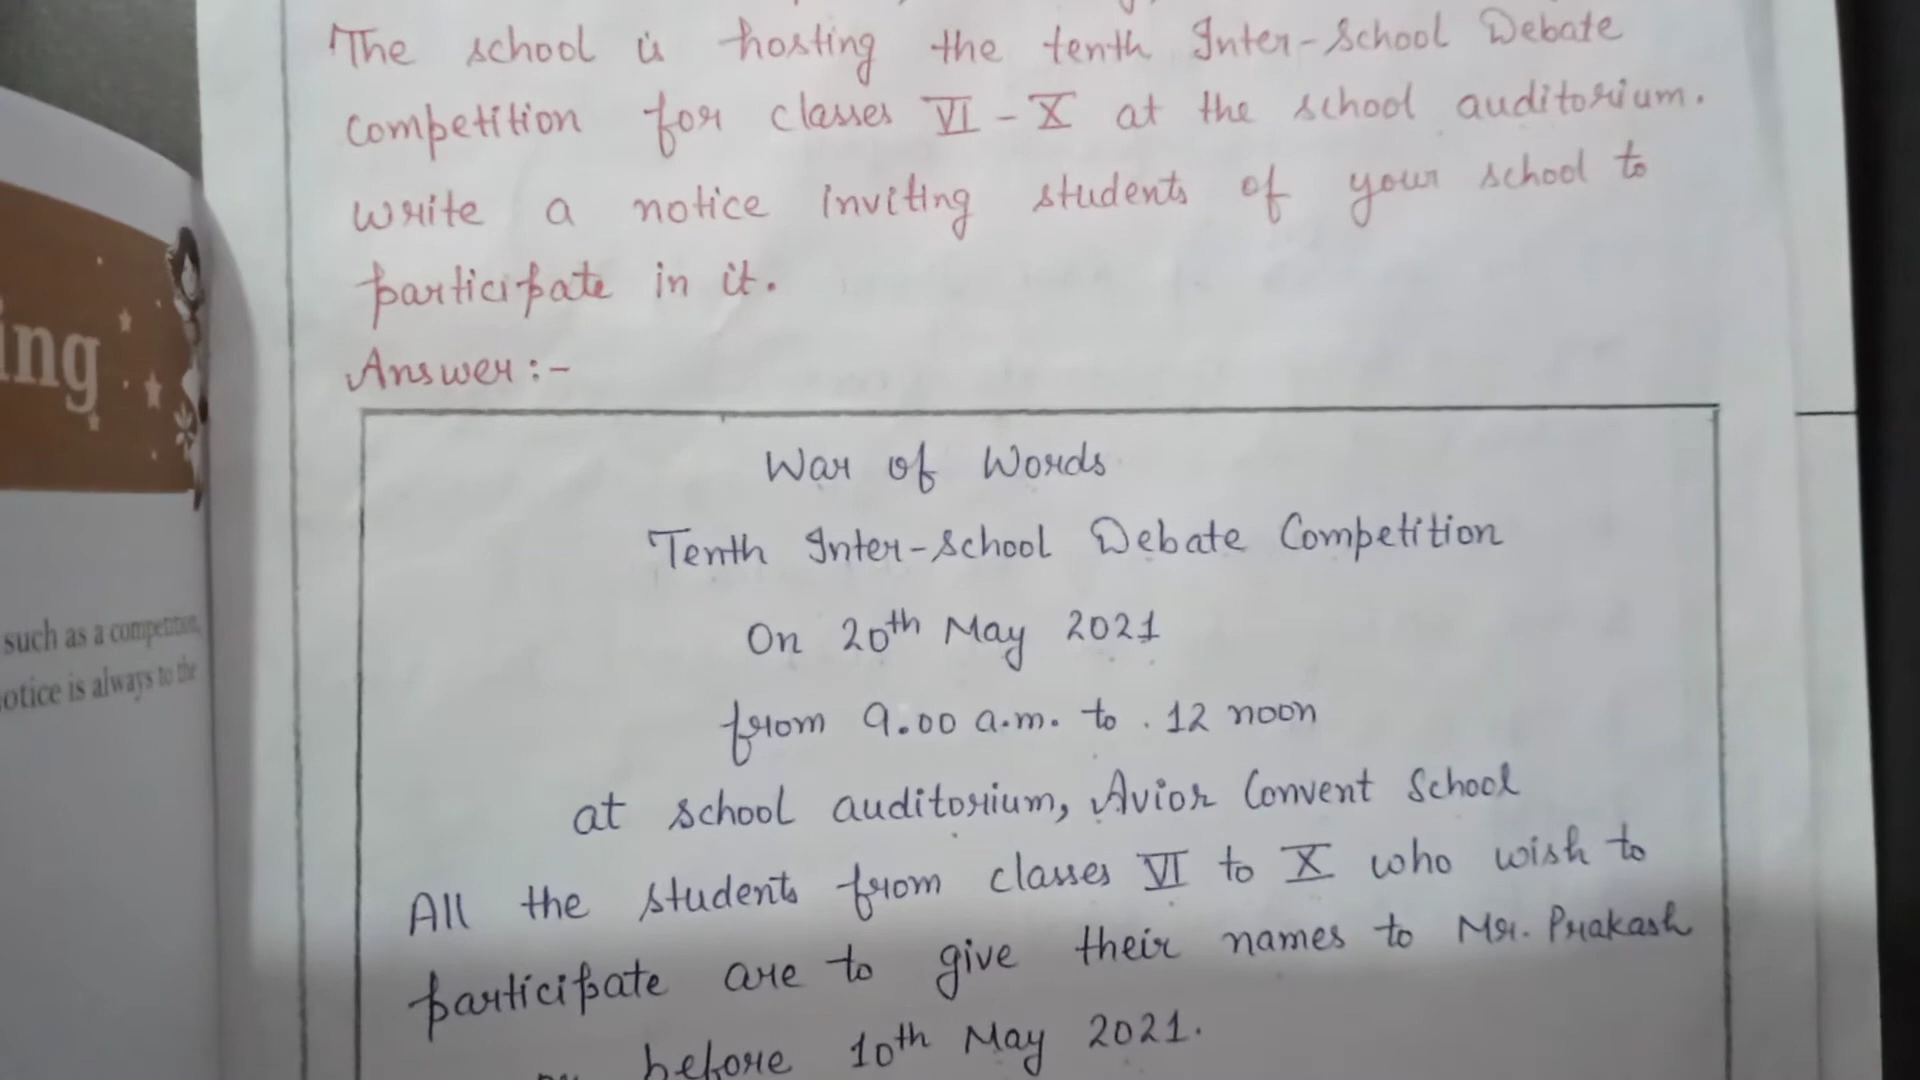 The school is hosting the tenth Inter-School Debate
competition for classes VI - X at the school auditorium.
write a notice inviting students of your school to
participate in it.
Answer :-
War of Words
Tenth Inter-School Debate Competition
On 20th May 2021
from 9.00 a.m. to . 12 noon
at school auditorium, Avior Convent School
All the students from classes VI to X who wish to
participate are to give their names to Mr. Prakash
before 10th May 2021.
ing
such as a competition,
otice is always to the